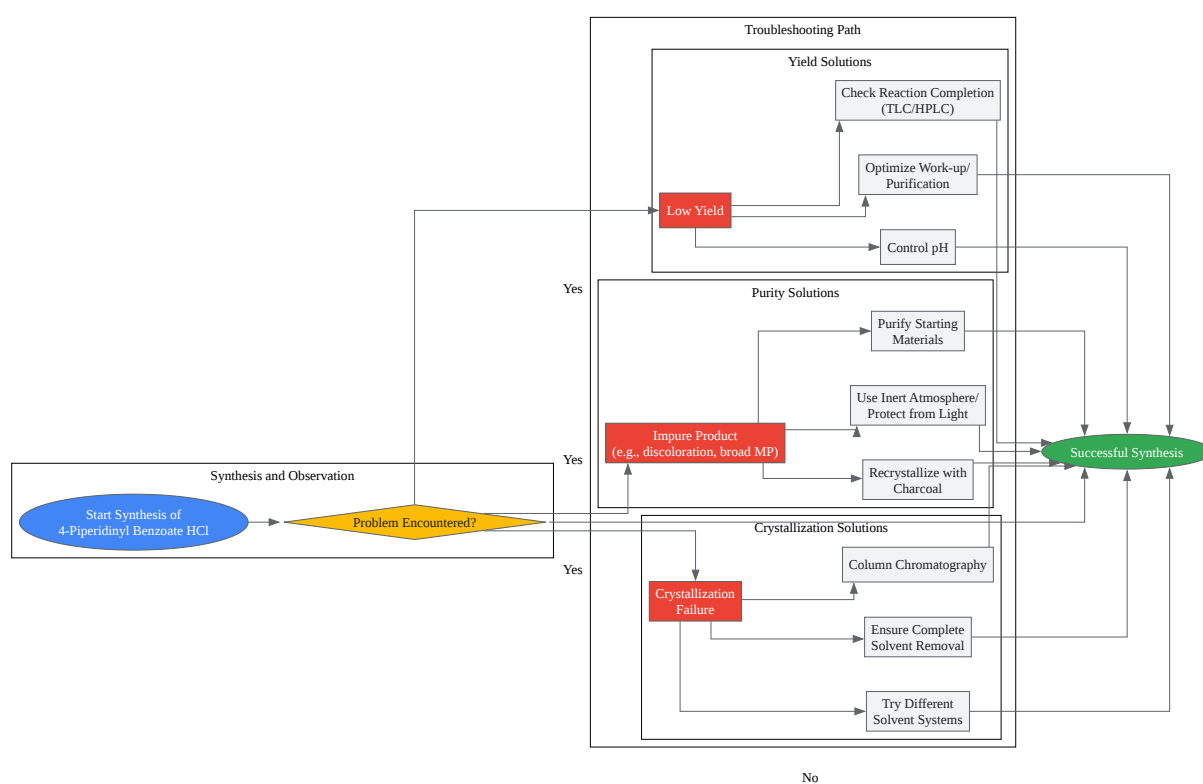 Troubleshooting Path
Yield Solutions
Check Reaction Completion
(TLC/HPLC)
Optimize Work-up/
Purification
Low Yield
Control pH
Yes
Purity Solutions
Purify Starting
Materials
Use Inert Atmosphere/
Protect from Light
Impure Product
(e.g., discoloration, broad MP)
Successful Synthesis
Yes
Recrystallize with
Charcoal
Synthesis and Observation
Start Synthesis of
4-Piperidinyl Benzoate HCl
Problem Encountered?
Crystallization Solutions
Yes
Column Chromatography
Crystallization
Failure
Ensure Complete
Solvent Removal
Try Different
Solvent Systems
No